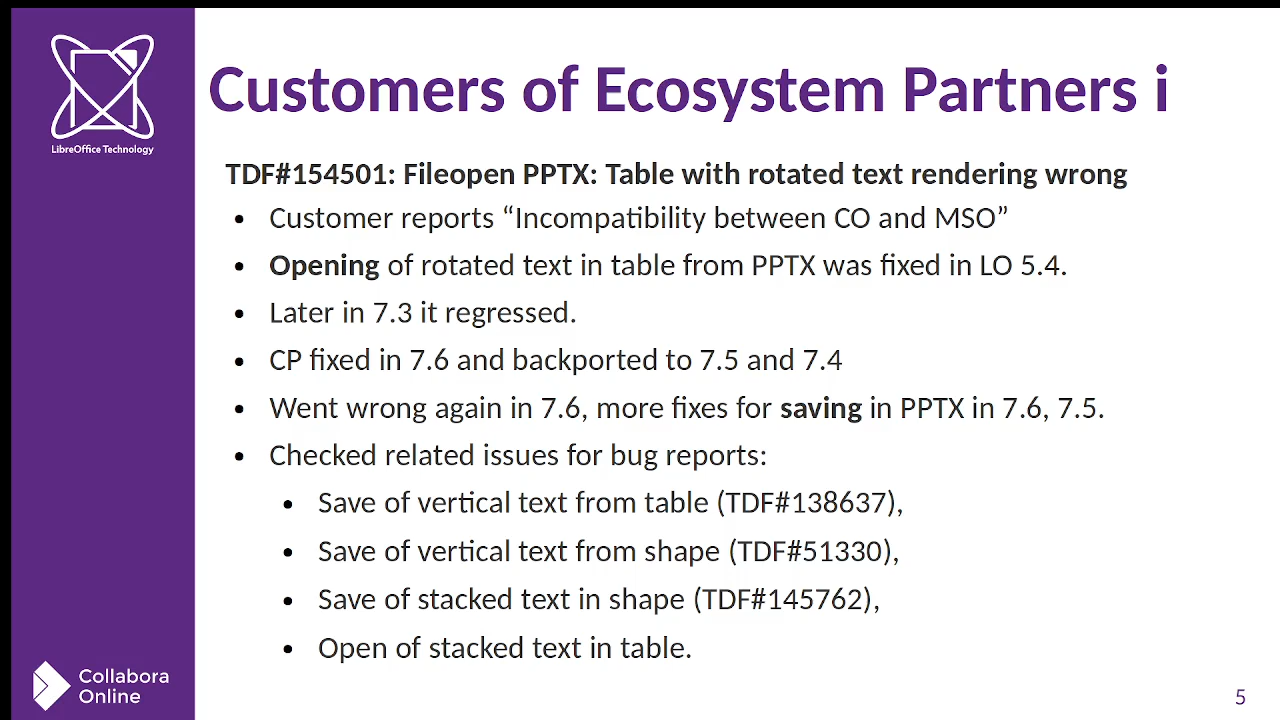 LibreOffice Technology
Customers of Ecosystem Partners i
TDF#154501: Fileopen PPTX: Table with rotated text rendering wrong
• Customer reports “Incompatibility between CO and MSO”
• Opening of rotated text in table from PPTX was fixed in LO 5.4.
• Later in 7.3 it regressed.
• CP fixed in 7.6 and backported to 7.5 and 7.4
• Went wrong again in 7.6, more fixes for saving in PPTX in 7.6, 7.5.
• Checked related issues for bug reports:
• Save of vertical text from table (TDF#138637),
• Save of vertical text from shape (TDF#51330),
• Save of stacked text in shape (TDF#145762),
• Open of stacked text in table.
Collabora
Online
5